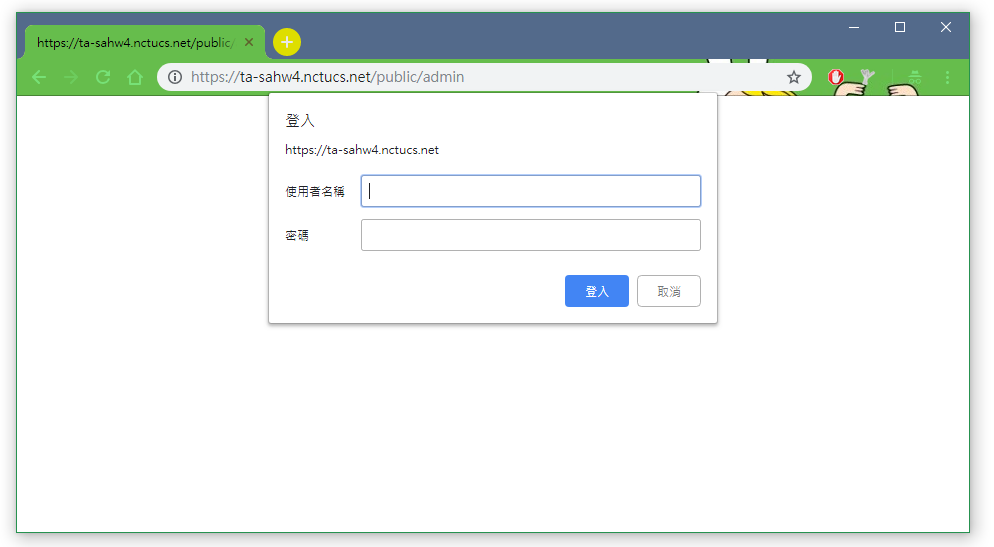 https://ta-sahw4.nctucs.net/public/
https://ta-sahw4.nctucs.net/public/admin
登入
https://ta-sahw4.nctucs.net
使用者名稱
密碼
登入 取消